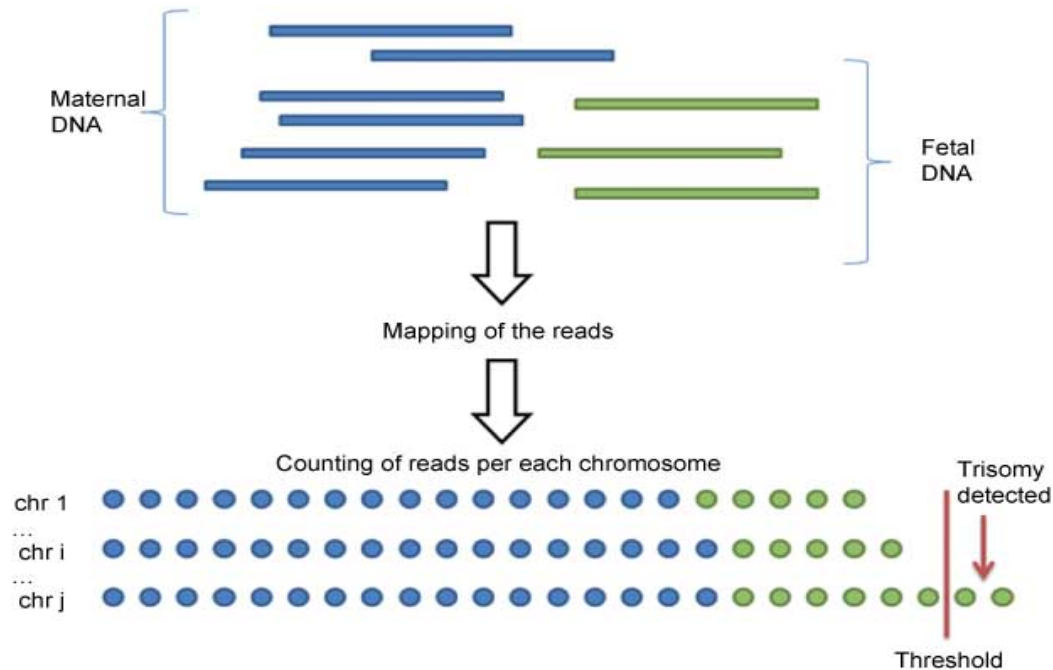 Maternal
DNA
Fetal
DNA
Mapping of the reads
Counting of reads per each chromosome
Trisomy
detected
chr 1
...
chr i
...
chr j
Threshold